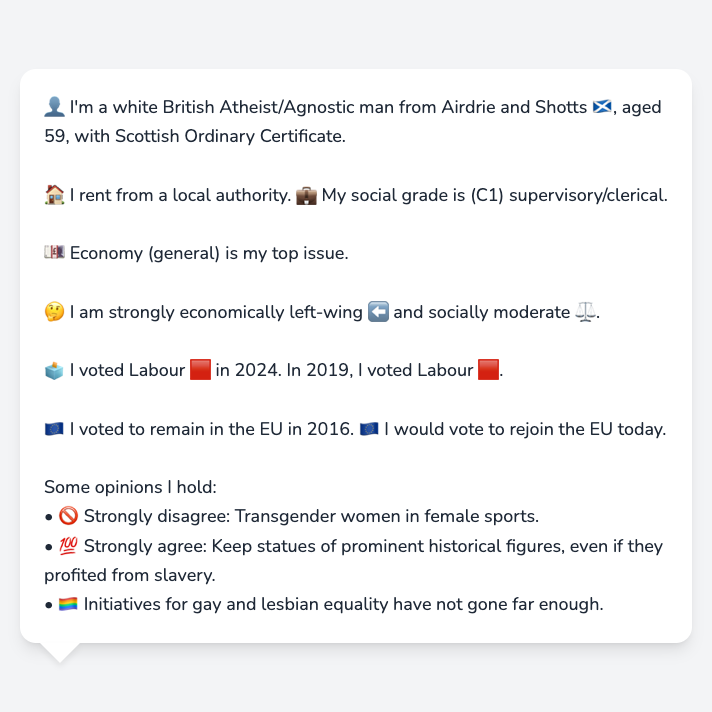 👤 I'm a white British Atheist/Agnostic man from Airdrie and Shotts 🏴󠁧󠁢󠁳󠁣󠁴󠁿, aged
59, with Scottish Ordinary Certificate.
🏠 I rent from a local authority. 💼 My social grade is (C1) supervisory/clerical.
💷 Economy (general) is my top issue.
🤔 I am strongly economically left-wing ⬅️ and socially moderate ⚖️.
🗳️ I voted Labour 🟥 in 2024. In 2019, I voted Labour 🟥.
🇪🇺 I voted to remain in the EU in 2016. 🇪🇺 I would vote to rejoin the EU today.
Some opinions I hold:
• 🚫 Strongly disagree: Transgender women in female sports.
• 💯 Strongly agree: Keep statues of prominent historical figures, even if they
profited from slavery.
• 🏳️‍🌈 Initiatives for gay and lesbian equality have not gone far enough.